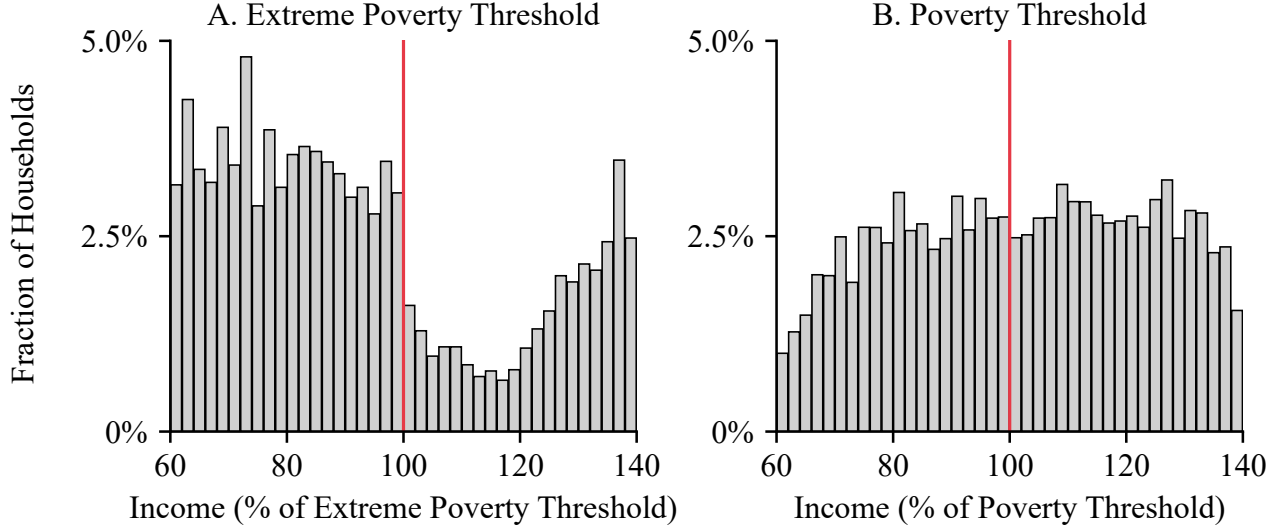 A. Extreme Poverty Threshold
Fraction of Households
5.0%
2.5%
0%
60 80 100 120 140
Income (% of Extreme Poverty Threshold)
B. Poverty Threshold
5.0%
2.5%
0%
60 80 100 120 140
Income (% of Poverty Threshold)